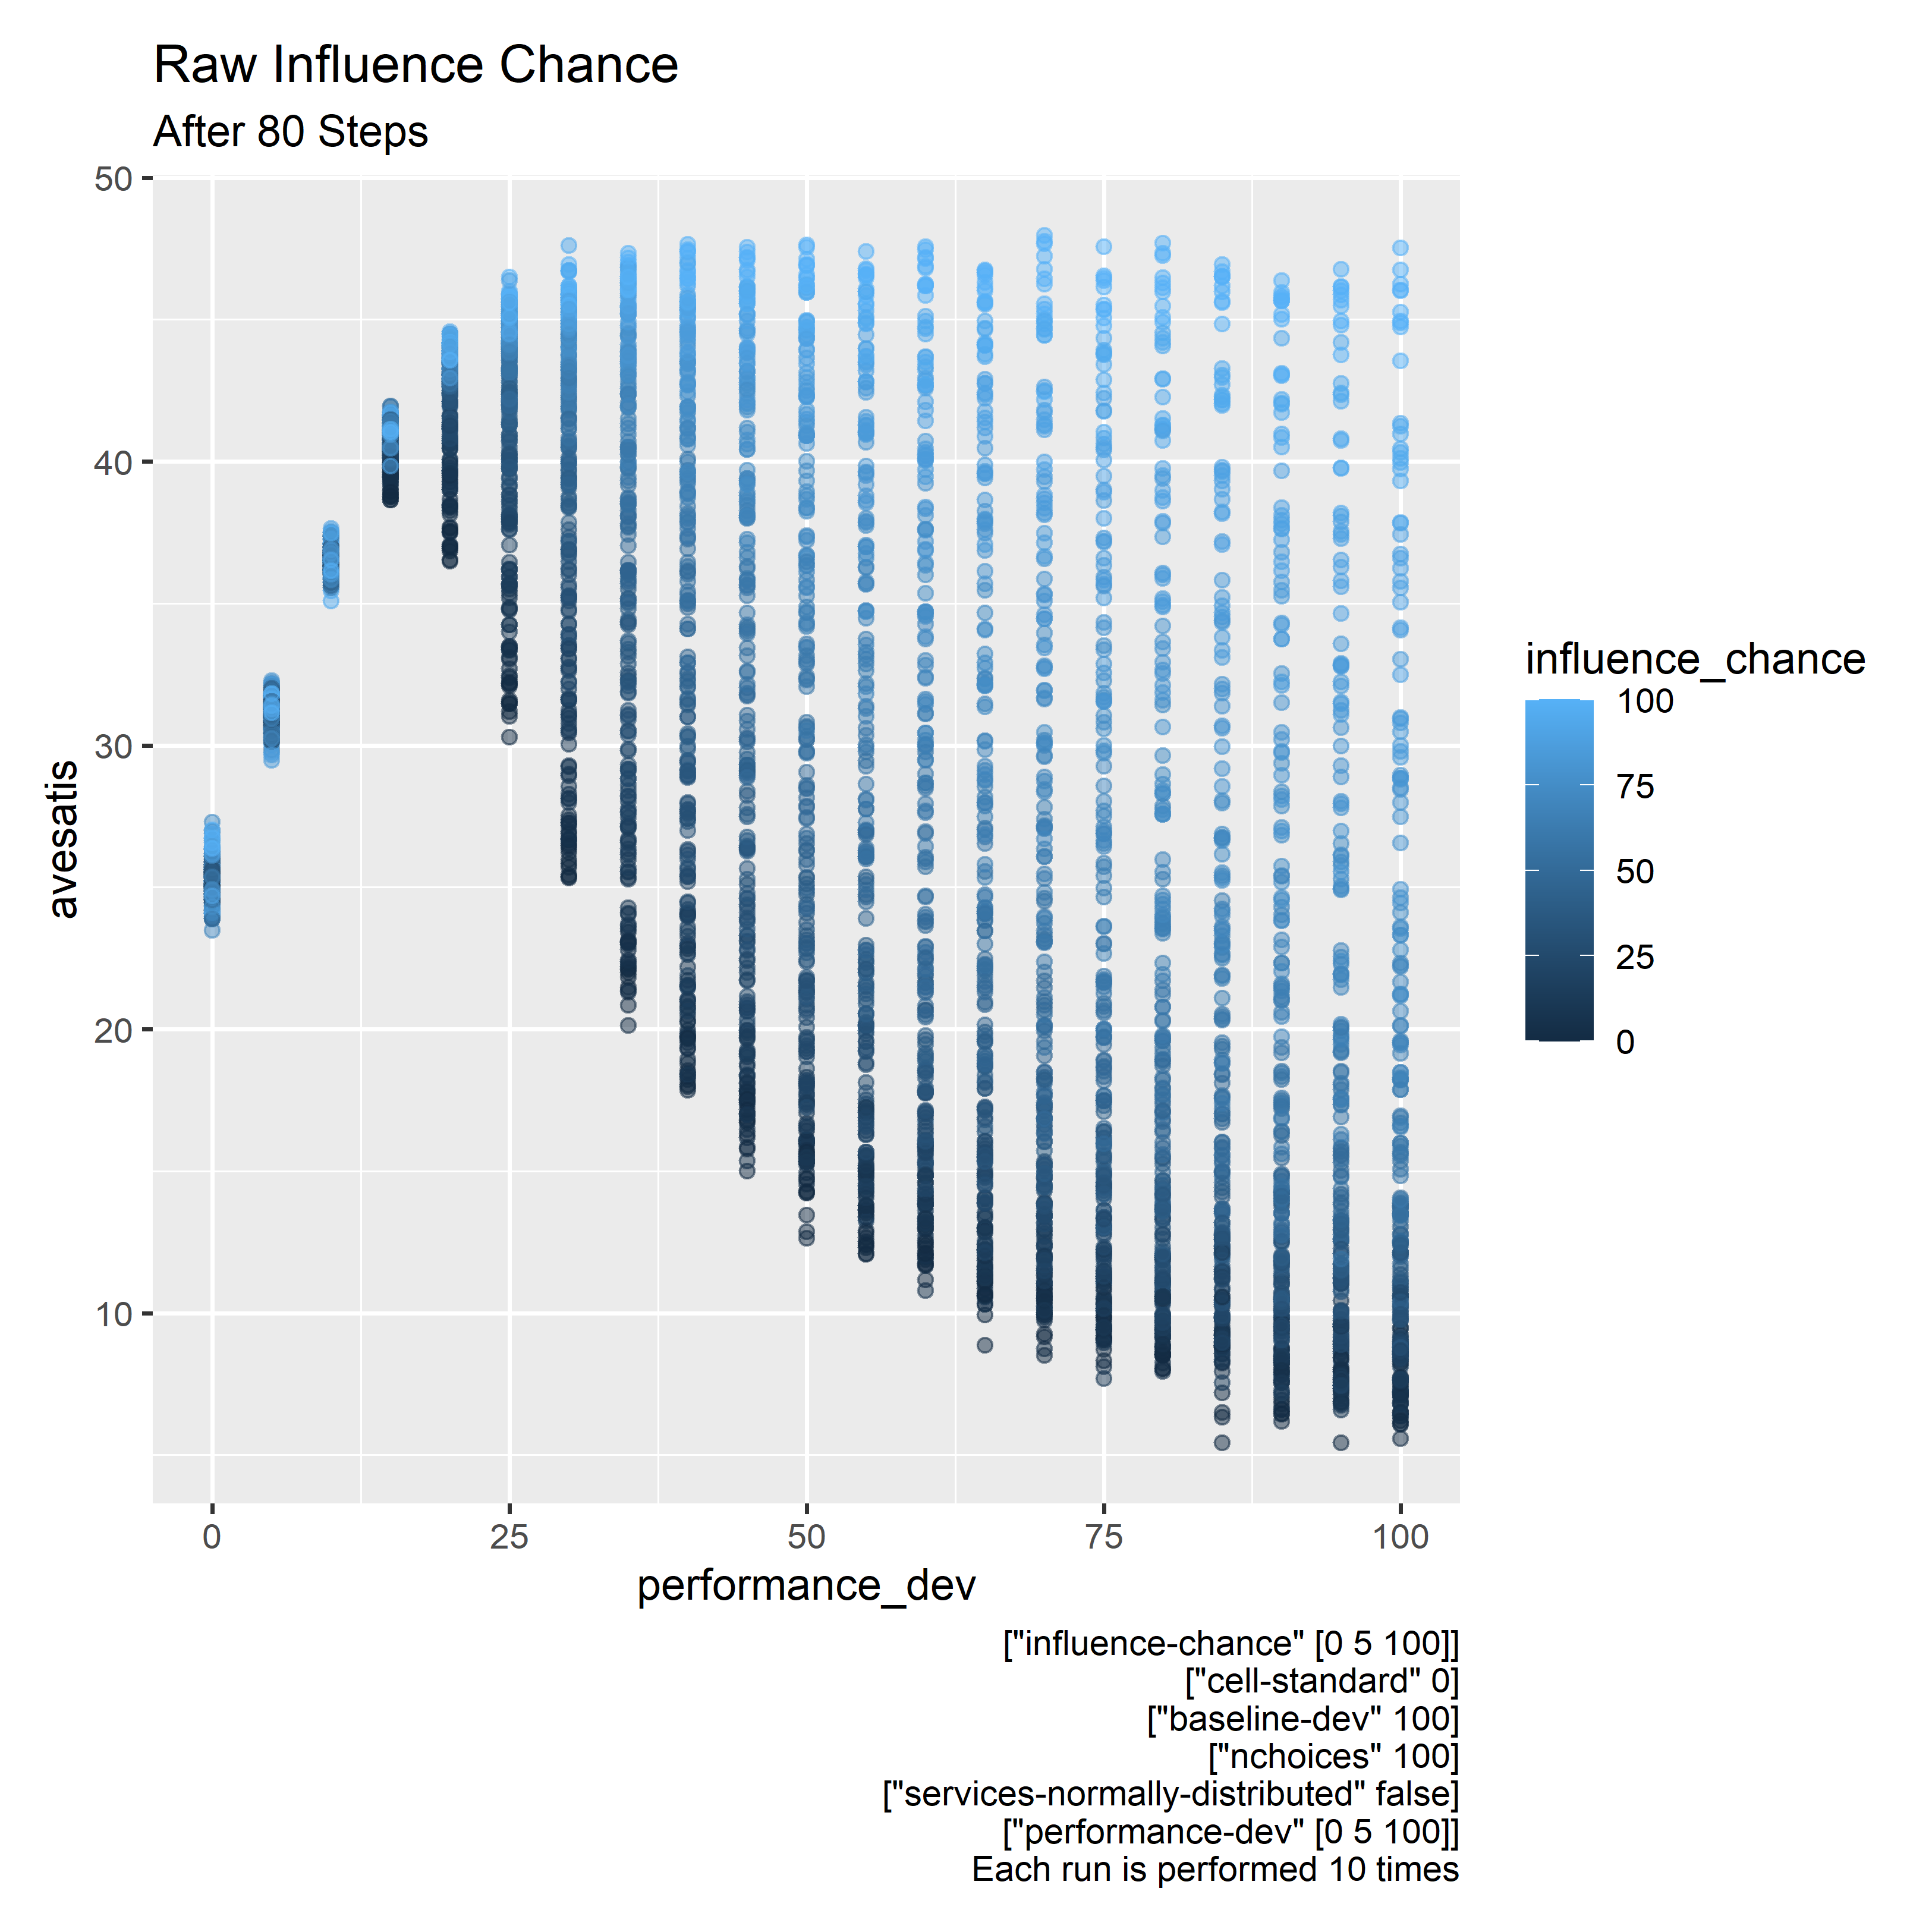 Raw Influence Chance
After 80 Steps
50
40
30
20
10
avesatis
0
25
50
75
100
performance_dev
influence_chance
100
75
50
25
0
["influence-chance" [0 5 100]]
["cell-standard" 0]
["baseline-dev" 100]
["nchoices" 100]
["services-normally-distributed" false]
["performance-dev" [0 5 100]]
Each run is performed 10 times